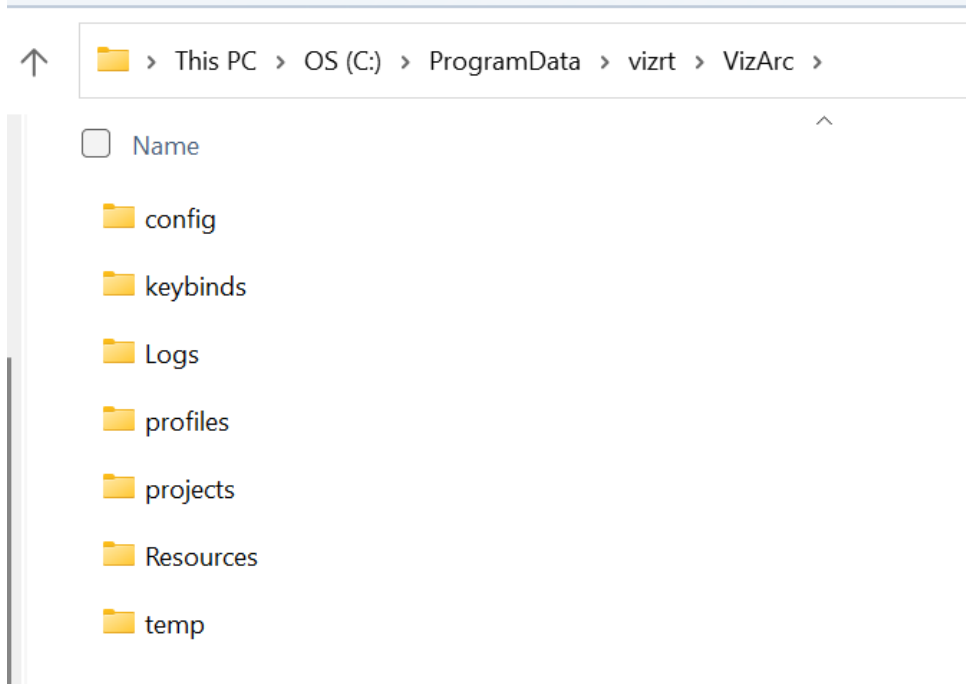 This PC > OS (C:) > ProgramData > vizrt > VizArc >
Name
config
keybinds
Logs
profiles
projects
Resources
temp